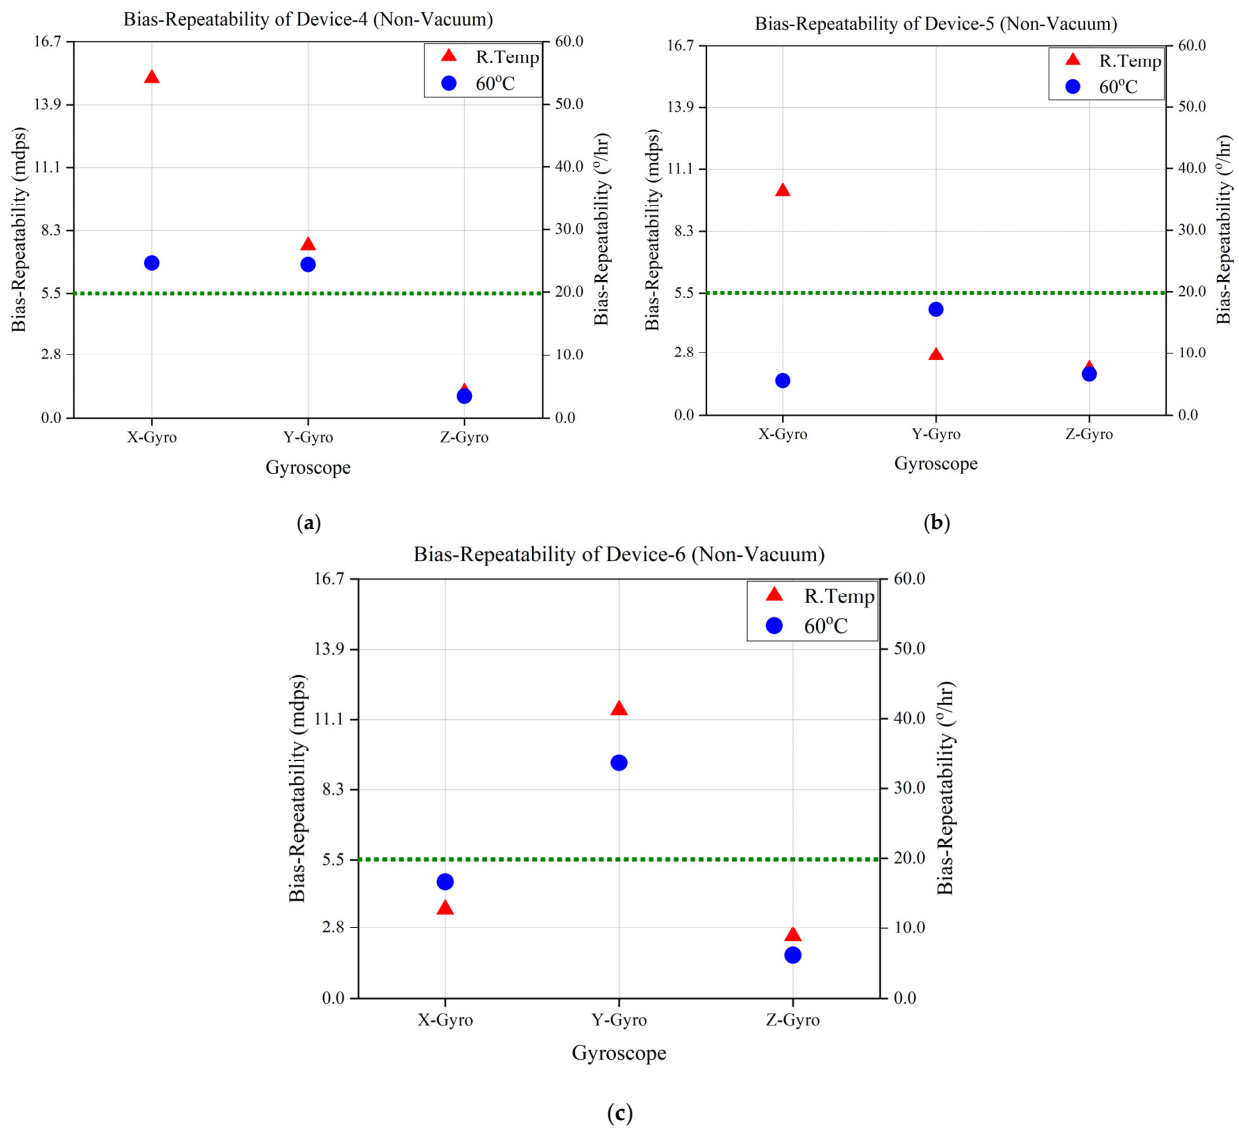 Bias-Repeatability of Device-4 (Non-Vacuum)
16.7
13.9
11.1
8.3
5.5
2.8
0.0
Bias-Repeatability (mdps)
R.Temp
60°C
60.0
50.0
40.0
30.0
20.0
10.0
0.0
Bias-Repeatability (°/hr)
X-Gyro
Y-Gyro
Z-Gyro
Gyroscope
(a)
Bias-Repeatability of Device-5 (Non-Vacuum)
16.7
13.9
11.1
8.3
5.5
2.8
0.0
Bias-Repeatability (mdps)
R.Temp
60°C
60.0
50.0
40.0
30.0
20.0
10.0
0.0
Bias-Repeatability (°/hr)
X-Gyro
Y-Gyro
Z-Gyro
Gyroscope
(b)
Bias-Repeatability of Device-6 (Non-Vacuum)
16.7
13.9
11.1
8.3
5.5
2.8
0.0
Bias-Repeatability (mdps)
R.Temp
60°C
60.0
50.0
40.0
30.0
20.0
10.0
0.0
Bias-Repeatability (°/hr)
X-Gyro
Y-Gyro
Z-Gyro
Gyroscope
(c)